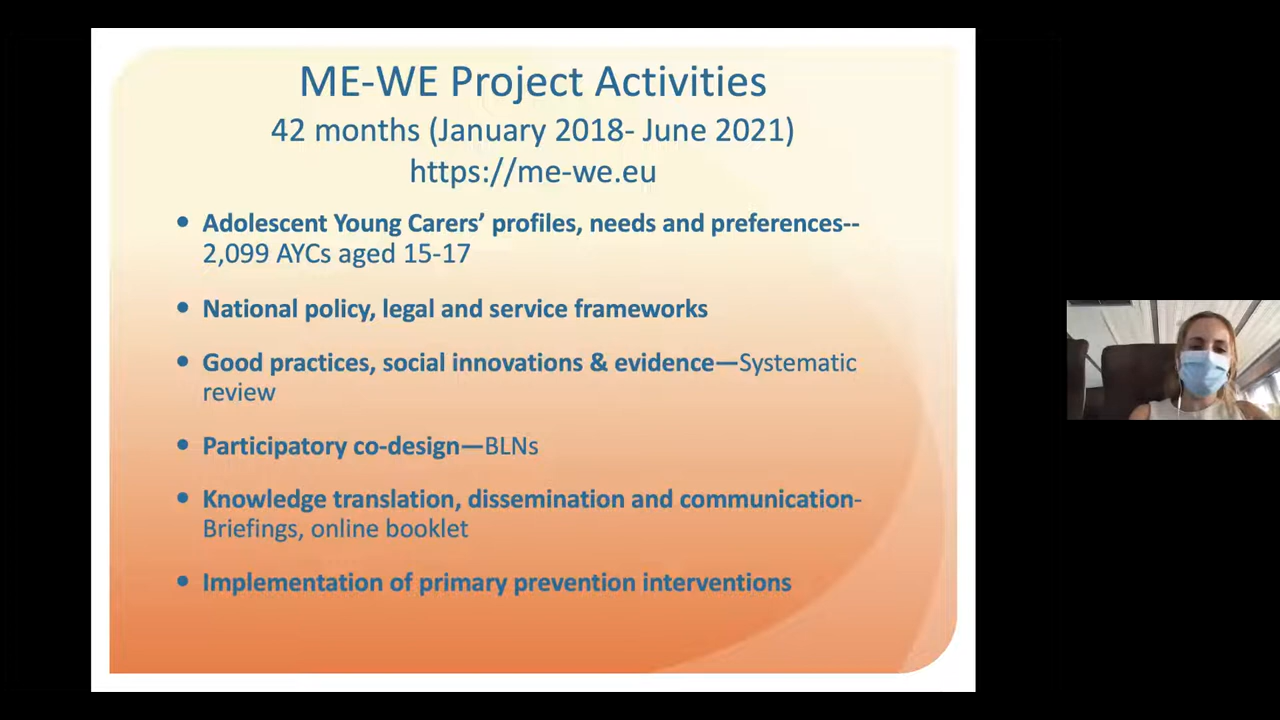 ME-WE Project Activities
42 months (January 2018- June 2021)
https://me-we.eu
• Adolescent Young Carers’ profiles, needs and preferences--
2,099 AYCs aged 15-17
• National policy, legal and service frameworks
• Good practices, social innovations & evidence—Systematic
review
• Participatory co-design—BLNs
• Knowledge translation, dissemination and communication-
Briefings, online booklet
• Implementation of primary prevention interventions